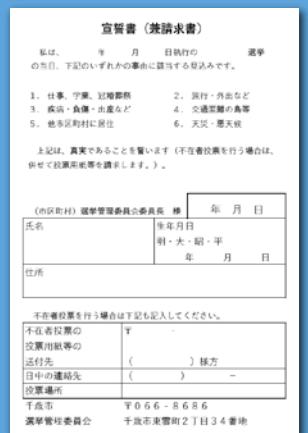 宣誓書（兼請求書）
私は、　　年　　月　　日執行の　　　　選挙
の当日、下記のいずれかの事由に該当する見込みです。
1. 仕事、学業、冠婚葬祭　2. 旅行・外出など
3. 疾病・負傷・出産など　4. 交通至難の島等
5. 他市区町村に居住　6. 天災・悪天候
上記は、真実であることを誓います（不在者投票を行う場合は、
併せて投票用紙等を請求します。）。
（市区町村）選挙管理委員会委員長　様　　年　月　日
氏名　生年月日
明・大・昭・平
年　　月　　日
住所
不在者投票を行う場合は下記も記入してください。
不在者投票の　〒　　-
投票用紙等の
送付先　（　　　　　）様方
日中の連絡先　（　　　　）　　－
投票場所
千歳市　〒066-8686
選挙管理委員会　千歳市東雲町2丁目34番地